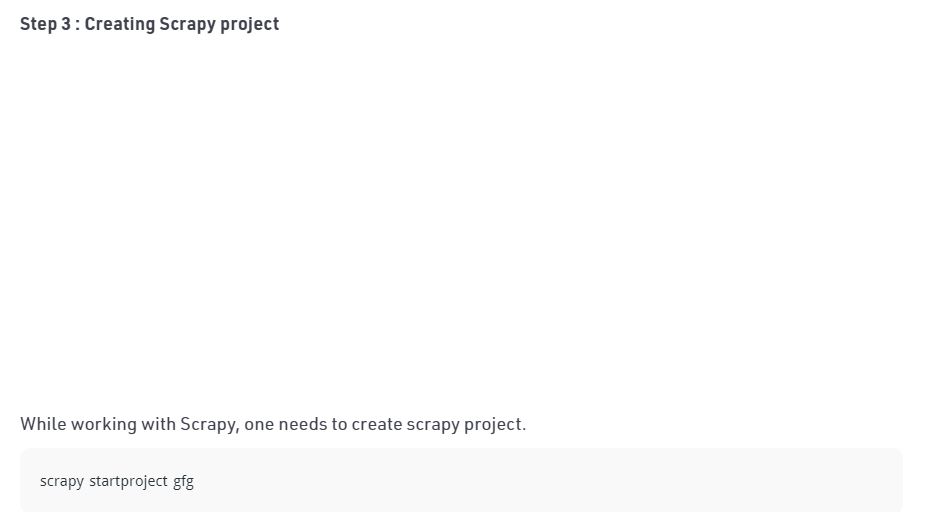 Step 3 : Creating Scrapy project
While working with Scrapy, one needs to create scrapy project.
scrapy startproject gfg